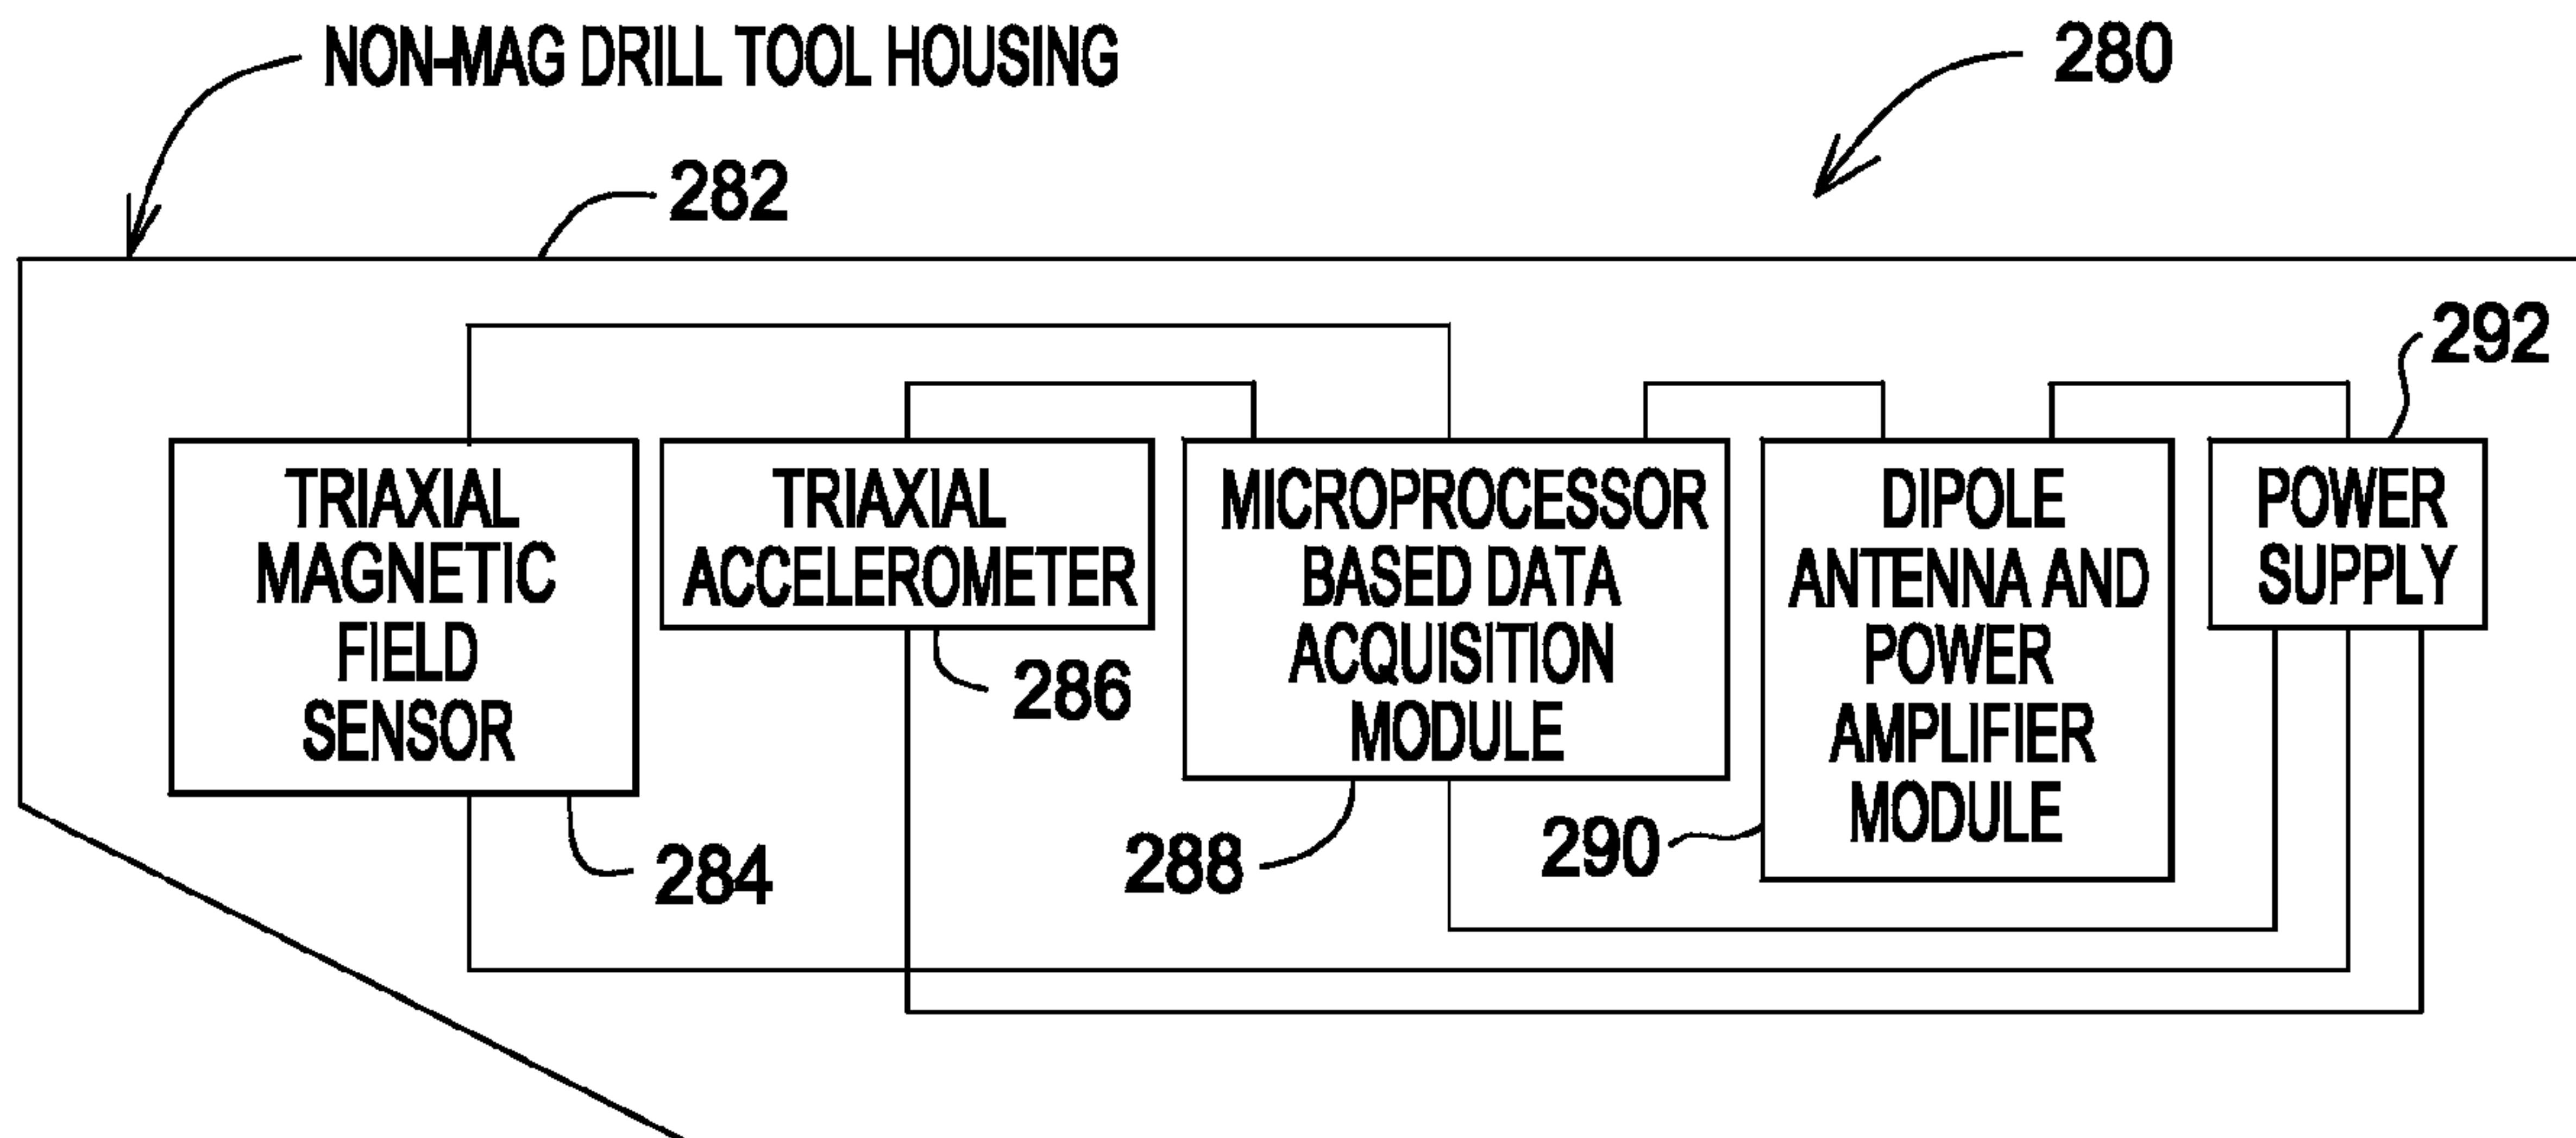 NON-MAG DRILL TOOL HOUSING
280
282
292
TRIAXIAL
MAGNETIC
FIELD
SENSOR
TRIAXIAL
ACCELEROMETER
MICROPROCESSOR
BASED DATA
ACQUISITION
MODULE
DIPOLE
ANTENNA AND
POWER
AMPLIFIER
MODULE
POWER
SUPPLY
284
286
288
290